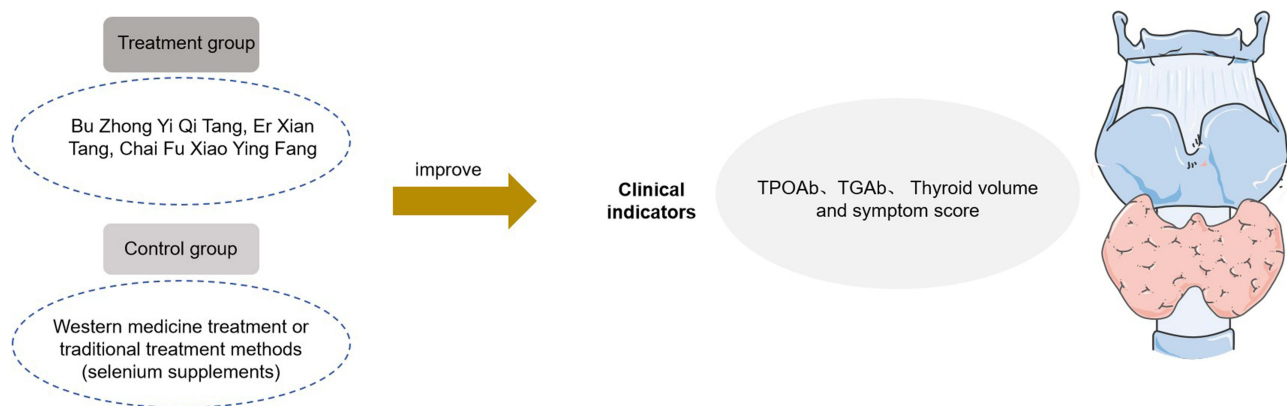 Treatment group
Bu Zhong Yi Qi Tang, Er Xian
Tang, Chai Fu Xiao Ying Fang
Control group
Western medicine treatment or
traditional treatment methods
(selenium supplements)
improve
Clinical
indicators
TPOAb、TGAb、 Thyroid volume
and symptom score